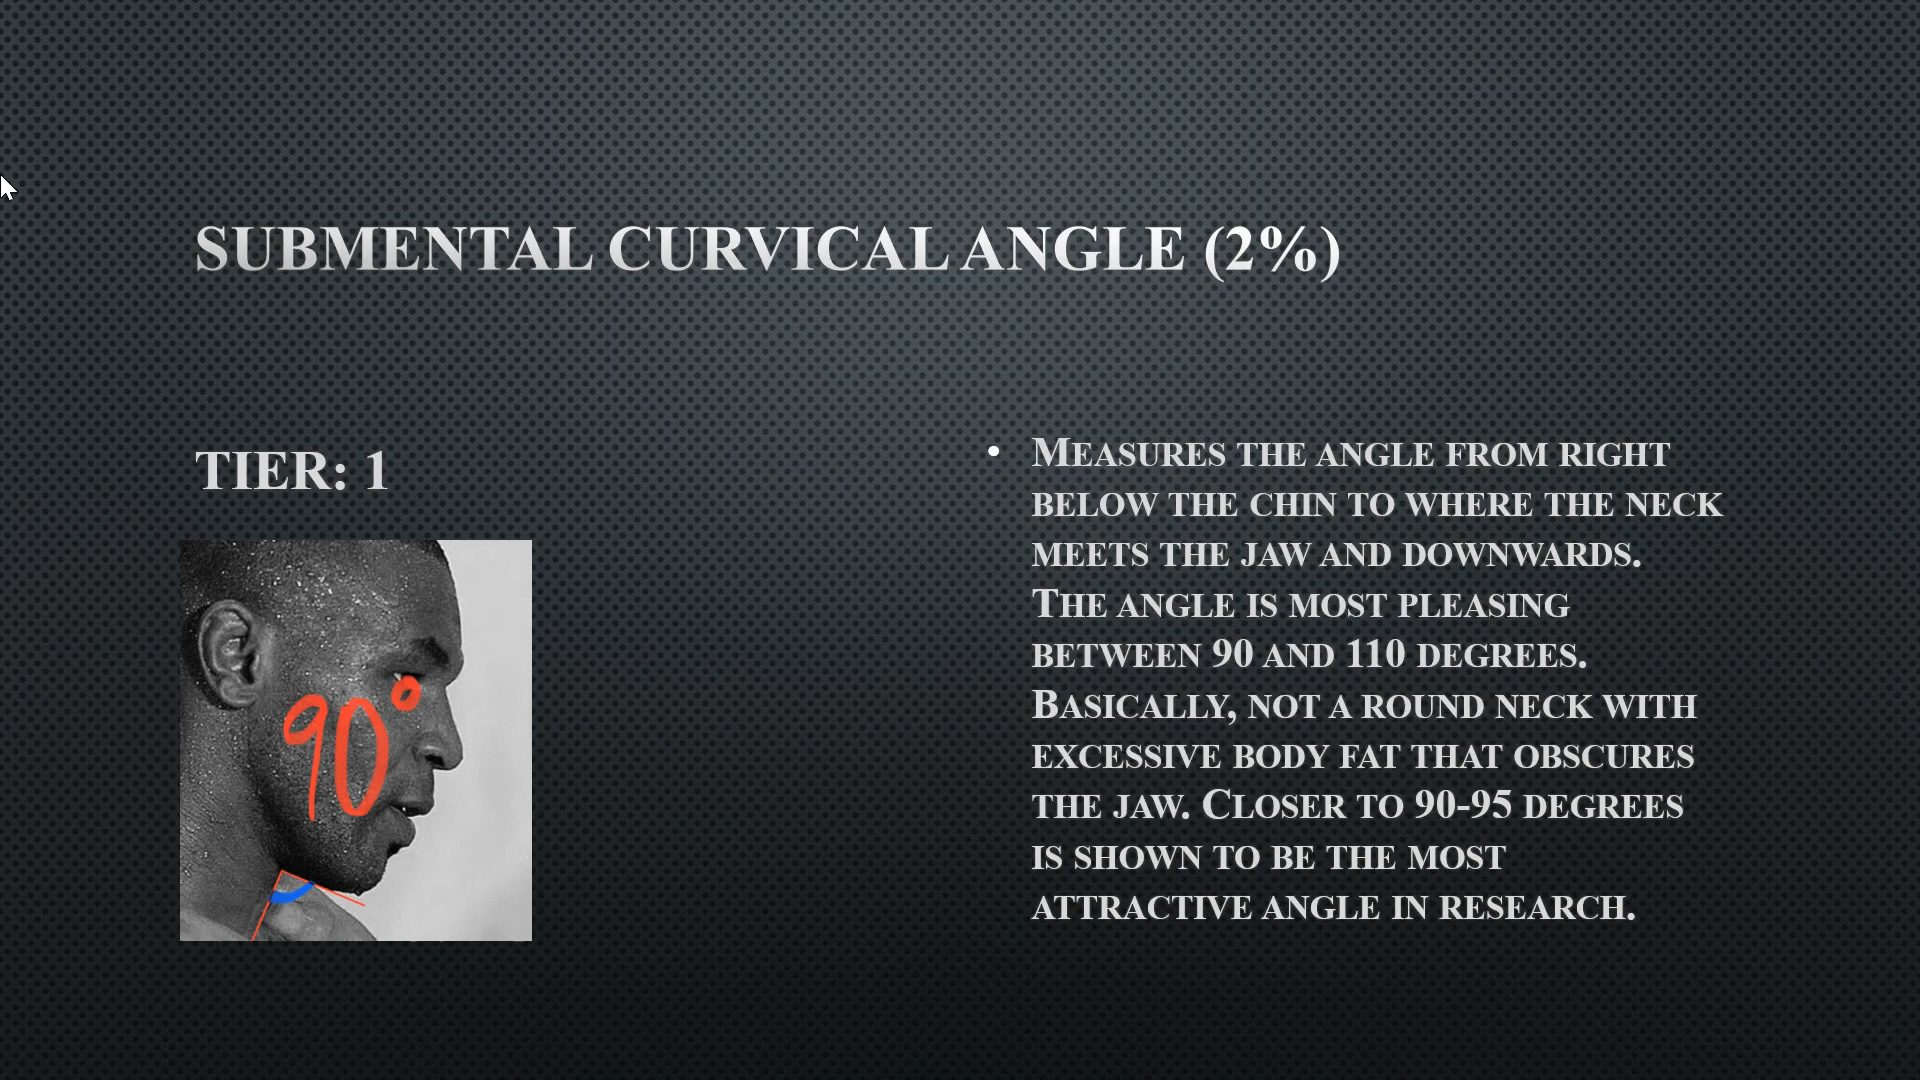 SUBMENTAL CURVICAL ANGLE (2%)
TIER: 1
90°
• MEASURES THE ANGLE FROM RIGHT
BELOW THE CHIN TO WHERE THE NECK
MEETS THE JAW AND DOWNWARDS.
THE ANGLE IS MOST PLEASING
BETWEEN 90 AND 110 DEGREES.
BASICALLY, NOT A ROUND NECK WITH
EXCESSIVE BODY FAT THAT OBSCURES
THE JAW. CLOSER TO 90-95 DEGREES
IS SHOWN TO BE THE MOST
ATTRACTIVE ANGLE IN RESEARCH.